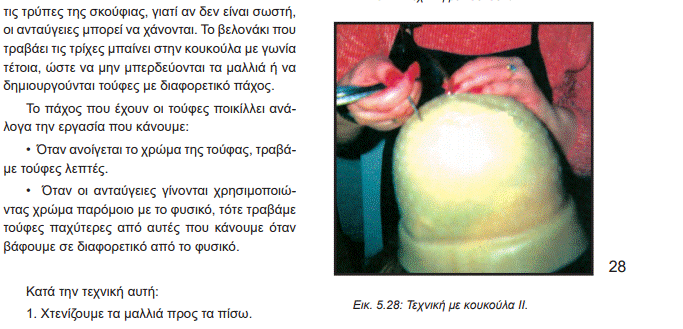 τις τρύπες της σκούφιας, γιατί αν δεν είναι σωστή,
οι ανταύγειες μπορεί να χάνονται. Το βελονάκι που
τραβάει τις τρίχες μπαίνει στην κουκούλα με γωνία
τέτοια, ώστε να μην μπερδεύονται τα μαλλιά ή να
δημιουργούνται τούφες με διαφορετικό πάχος.
Το πάχος που έχουν οι τούφες ποικίλλει ανά-
λογα την εργασία που κάνουμε:
• Όταν ανοίγεται το χρώμα της τούφας, τραβά-
με τούφες λεπτές.
• Όταν οι ανταύγειες γίνονται χρησιμοποιώ-
ντας χρώμα παρόμοιο με το φυσικό, τότε τραβάμε
τούφες παχύτερες από αυτές που κάνουμε όταν
βάφουμε σε διαφορετικό από το φυσικό.
Κατά την τεχνική αυτή:
1. Χτενίζουμε τα μαλλιά προς τα πίσω.
28
Εικ. 5.28: Τεχνική με κουκούλα ΙΙ.